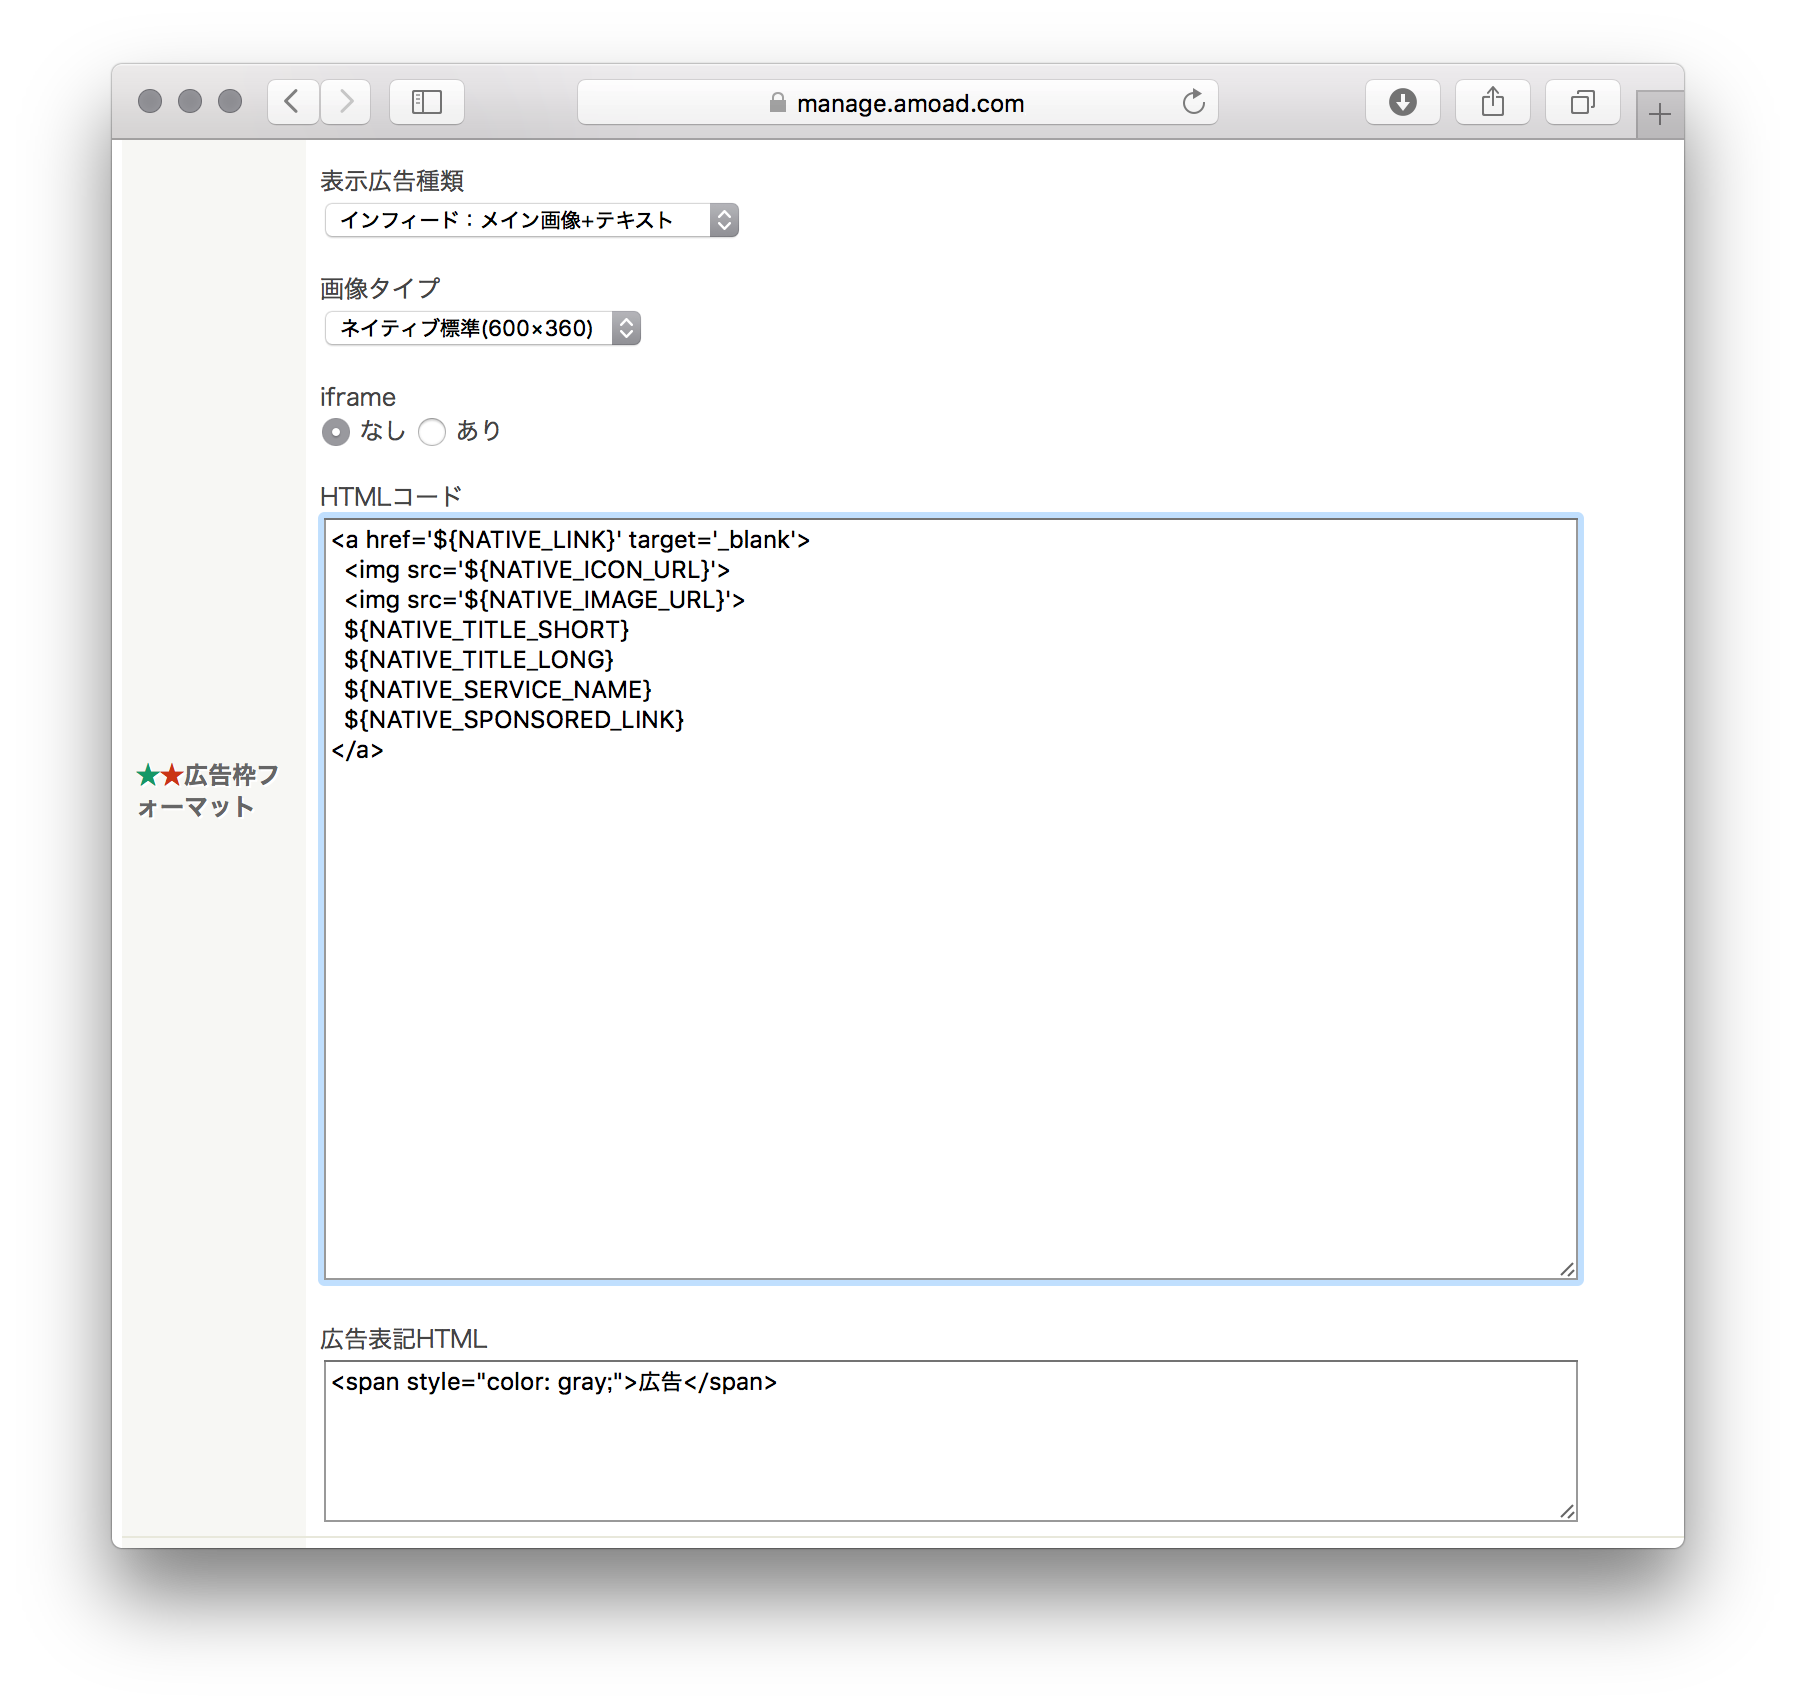 manage.amoad.com
表示広告種類
インフィード：メイン画像+テキスト
画像タイプ
ネイティブ標準(600×360)
iframe
なし あり
HTMLコード
<a href='${NATIVE_LINK}' target='_blank'>
  <img src='${NATIVE_ICON_URL}'>
  <img src='${NATIVE_IMAGE_URL}'>
  ${NATIVE_TITLE_SHORT}
  ${NATIVE_TITLE_LONG}
  ${NATIVE_SERVICE_NAME}
  ${NATIVE_SPONSORED_LINK}
</a>
★★広告枠フ
ォーマット
広告表記HTML
<span style="color: gray;">広告</span>